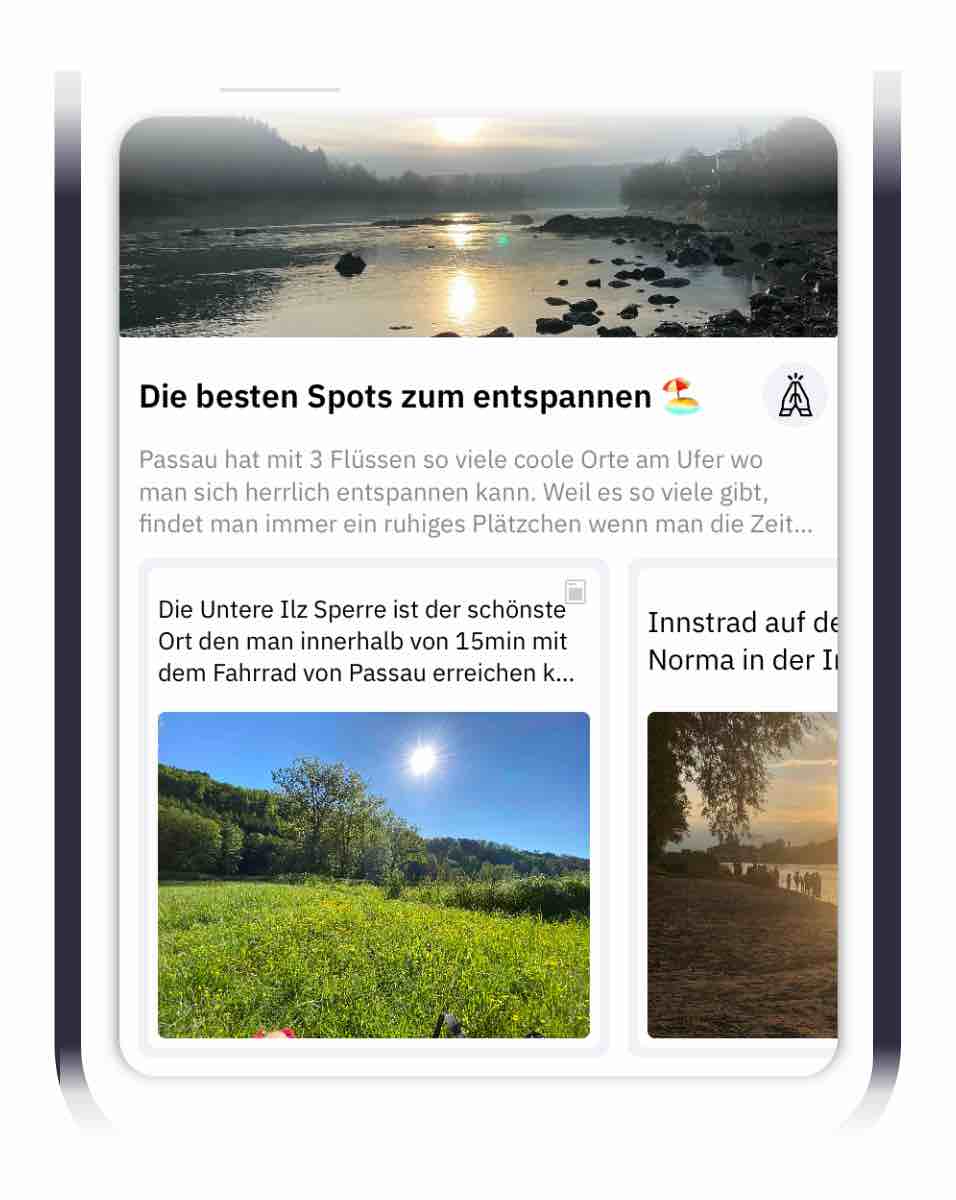 Die besten Spots zum entspannen 🏖️
Passau hat mit 3 Flüssen so viele coole Orte am Ufer wo
man sich herrlich entspannen kann. Weil es so viele gibt,
findet man immer ein ruhiges Plätzchen wenn man die Zeit...
Die Untere Ilz Sperre ist der schönste
Ort den man innerhalb von 15min mit
dem Fahrrad von Passau erreichen k...
Innstrad auf de
Norma in der